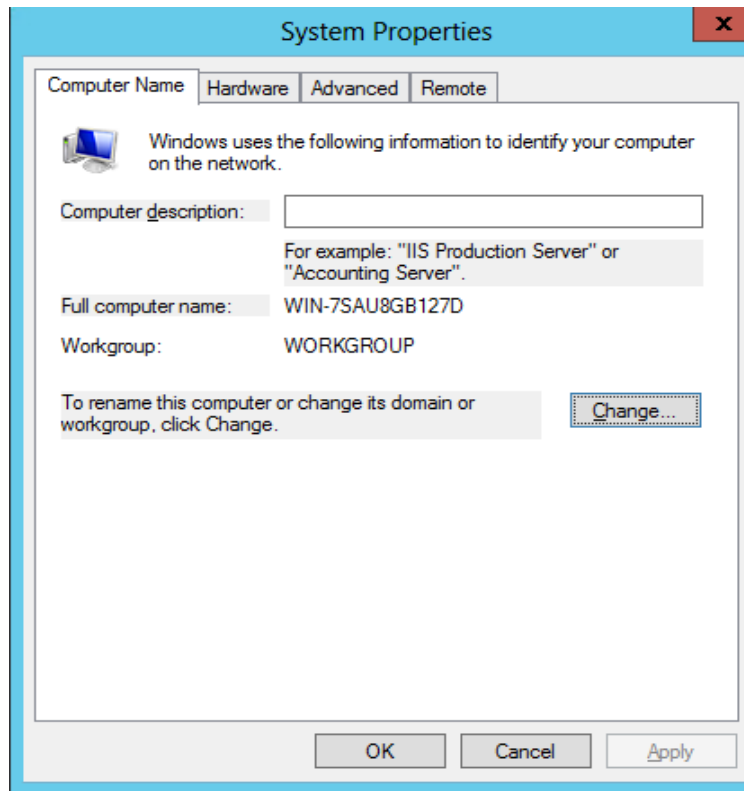 System Properties
x
Computer Name
Hardware
Advanced
Remote
Windows uses the following information to identify your computer
on the network.
Computer description:
For example: "IIS Production Server" or
"Accounting Server".
Full computer name:
WIN-7SAU8GB127D
Workgroup:
WORKGROUP
To rename this computer or change its domain or
workgroup, click Change.
Change...
OK
Cancel
Apply